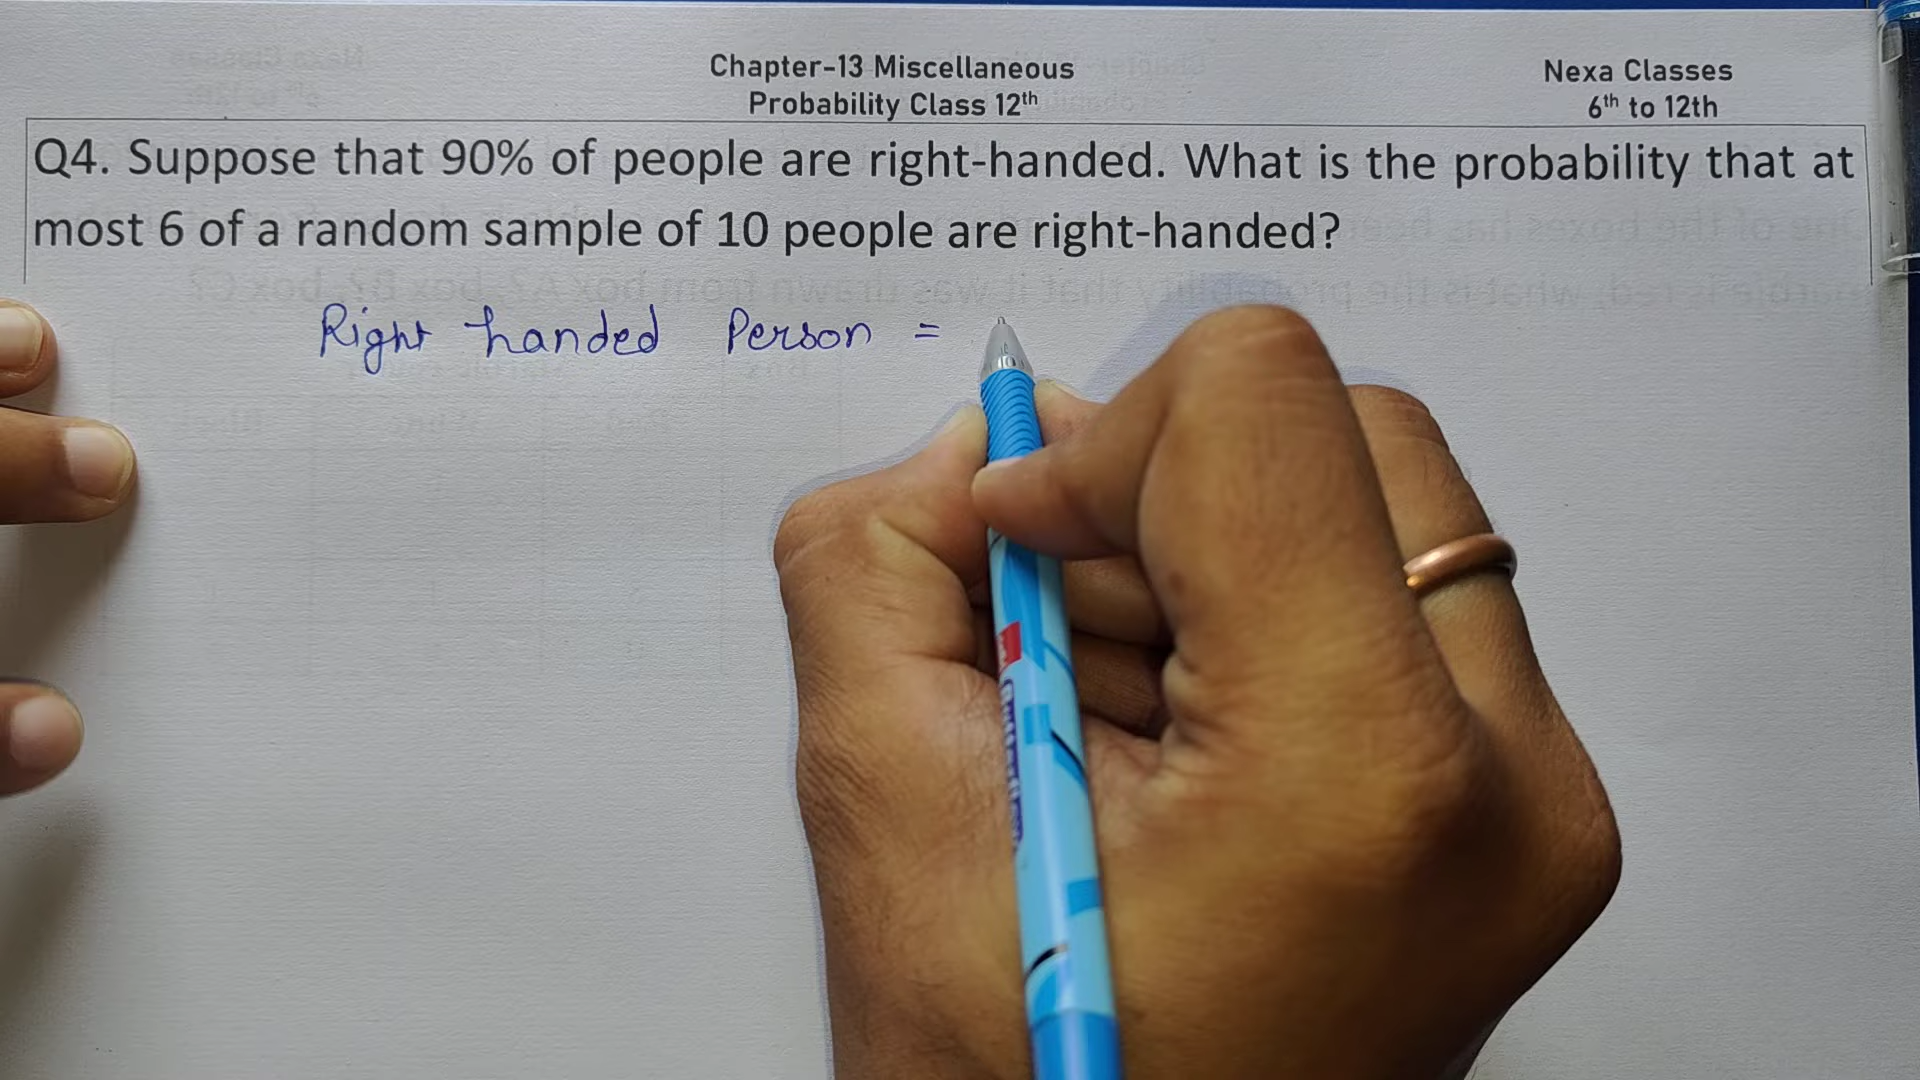 Chapter-13 Miscellaneous
Probability Class 12th
Nexa Classes
6th to 12th
Q4. Suppose that 90% of people are right-handed. What is the probability that at
most 6 of a random sample of 10 people are right-handed?
Right handed Person =